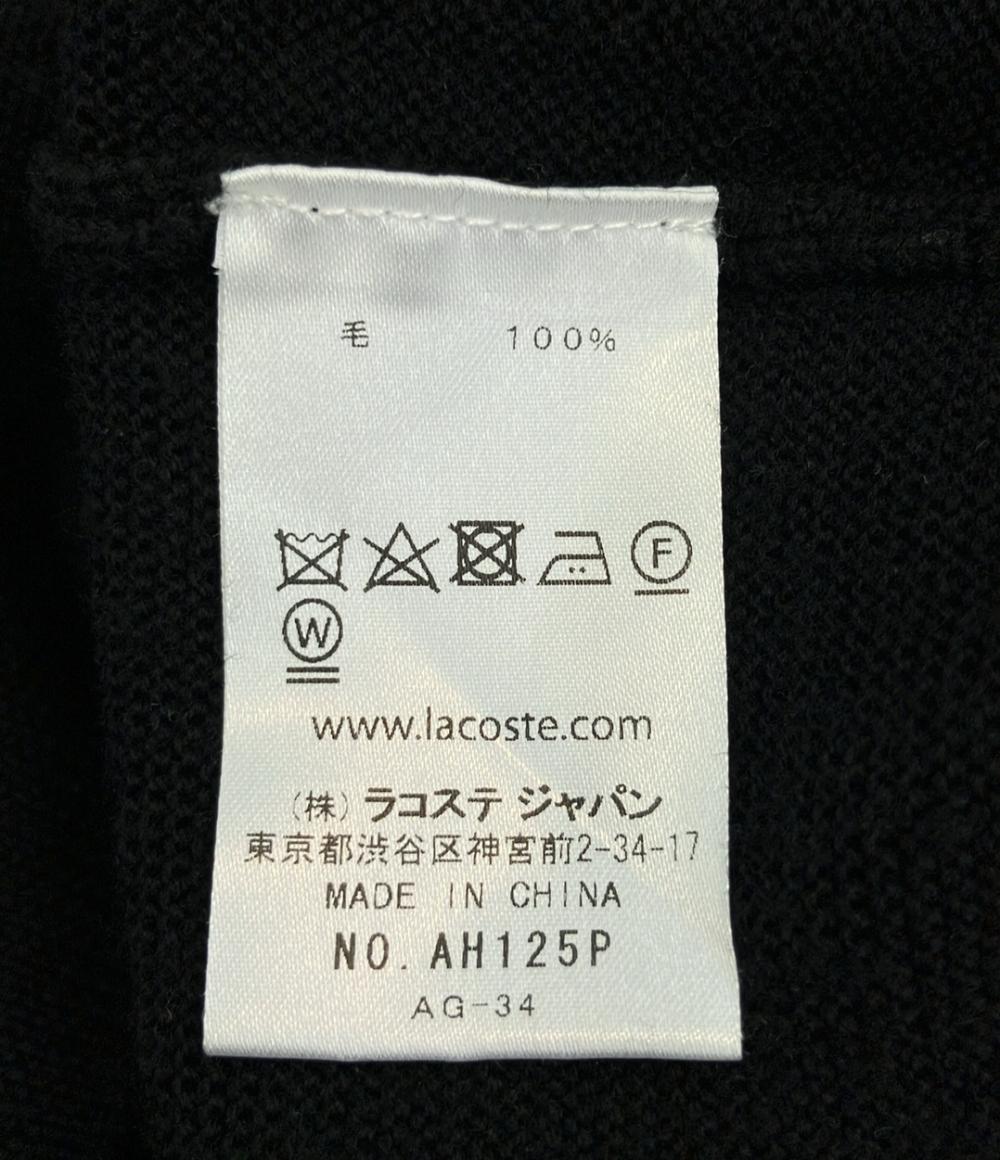 毛 100%
F
W
www.lacoste.com
(株) ラコステ ジャパン
東京都渋谷区神宮前2-34-17
MADE IN CHINA
NO. AH125P
AG-34